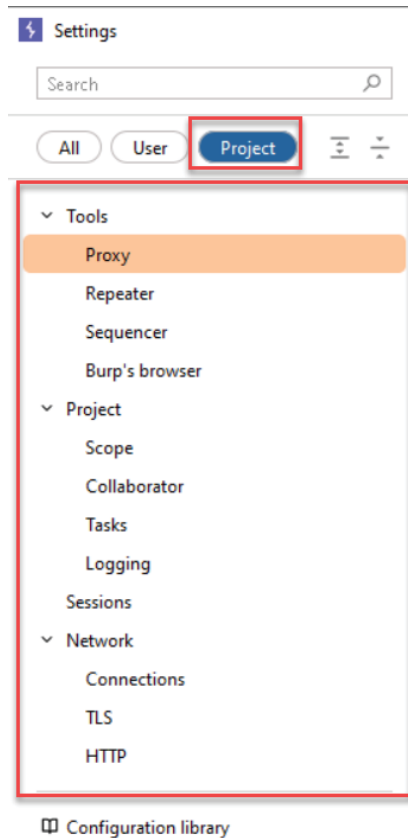 Settings
Search
All User Project
Tools
Proxy
Repeater
Sequencer
Burp's browser
Project
Scope
Collaborator
Tasks
Logging
Sessions
Network
Connections
TLS
HTTP
Configuration library